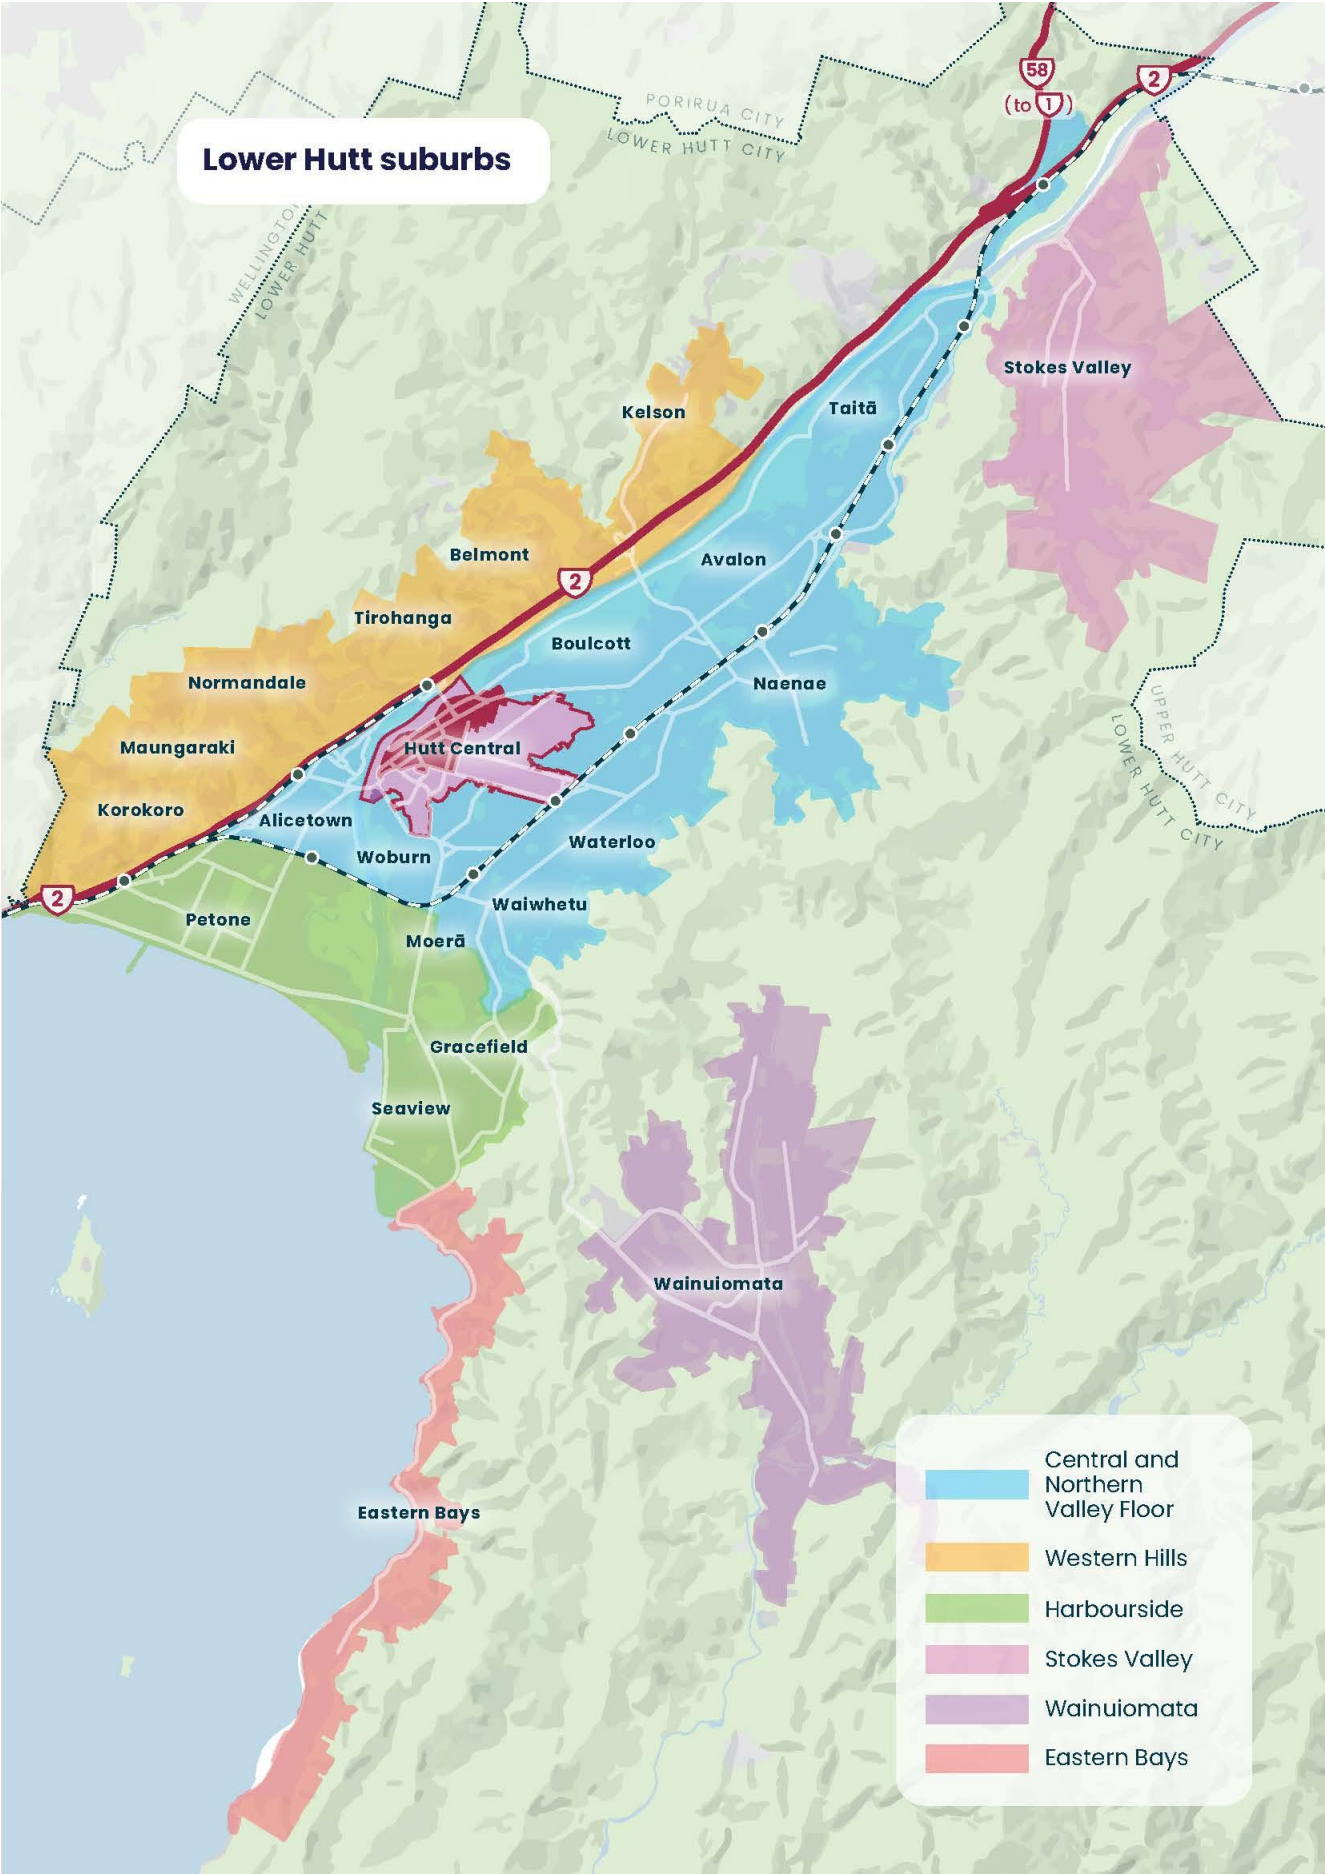 Lower Hutt suburbs
58
(to 1)
2
PORIRUA CITY
LOWER HUTT CITY
WELLINGTON
LOWER HUTT
Stokes Valley
Kelson
Taitā
Belmont
Avalon
2
Tirohanga
Boulcott
Normandale
Naenae
Maungaraki
Hutt Central
UPPER HUTT CITY
LOWER HUTT CITY
Korokoro
Alicetown
Waterloo
Woburn
2
Waiwhetu
Petone
Moerā
Gracefield
Seaview
Wainuiomata
Eastern Bays
Central and
Northern
Valley Floor
Western Hills
Harbourside
Stokes Valley
Wainuiomata
Eastern Bays